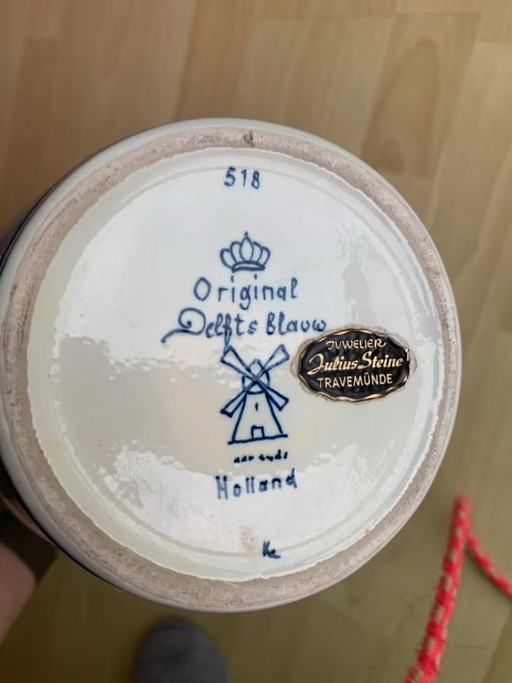 518
Original
Delfts Blauw
JUWELIER
Julius Steine
TRAVEMÜNDE
Holland